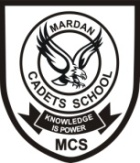 MARDAN
CADETS SCHOOL
KNOWLEDGE
IS POWER
MCS